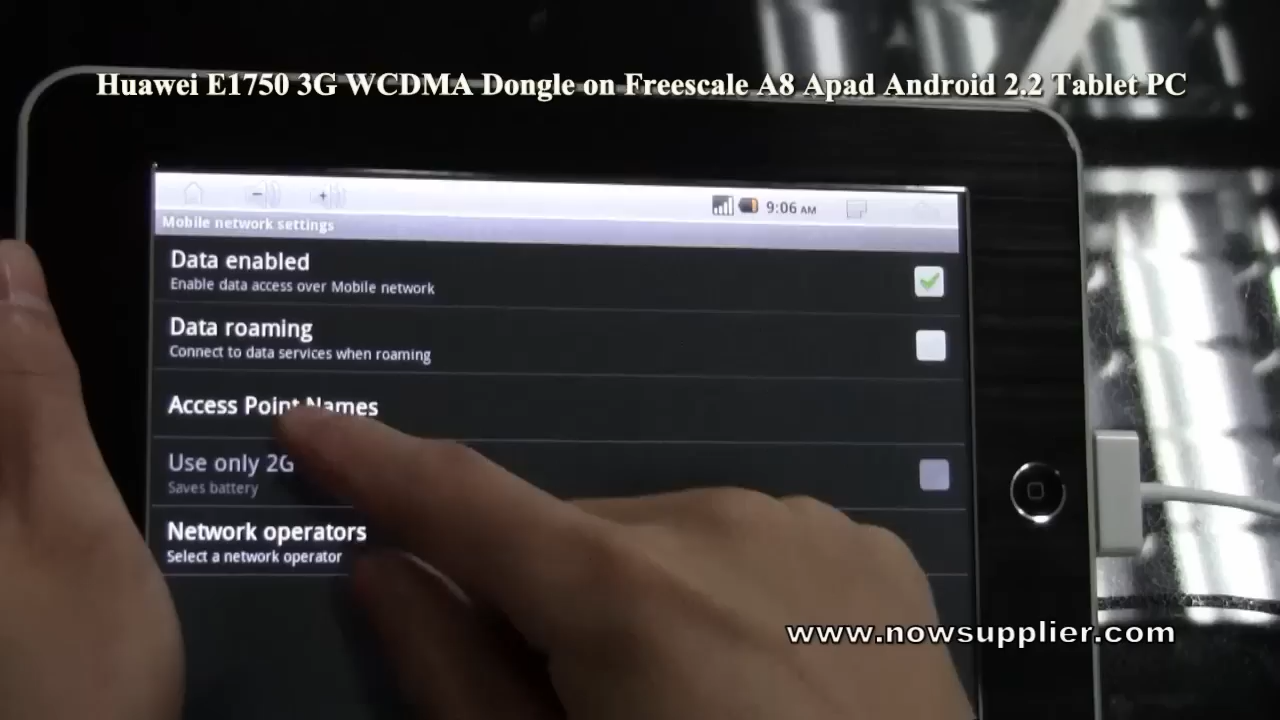 Huawei E1750 3G WCDMA Dongle on Freescale A8 Apad Android 2.2 Tablet PC
9:06 AM
Mobile network settings
Data enabled
Enable data access over Mobile network
Data roaming
Connect to data services when roaming
Access Point Names
Use only 2G
Saves battery
Network operators
Select a network operator
www.nowsupplier.com